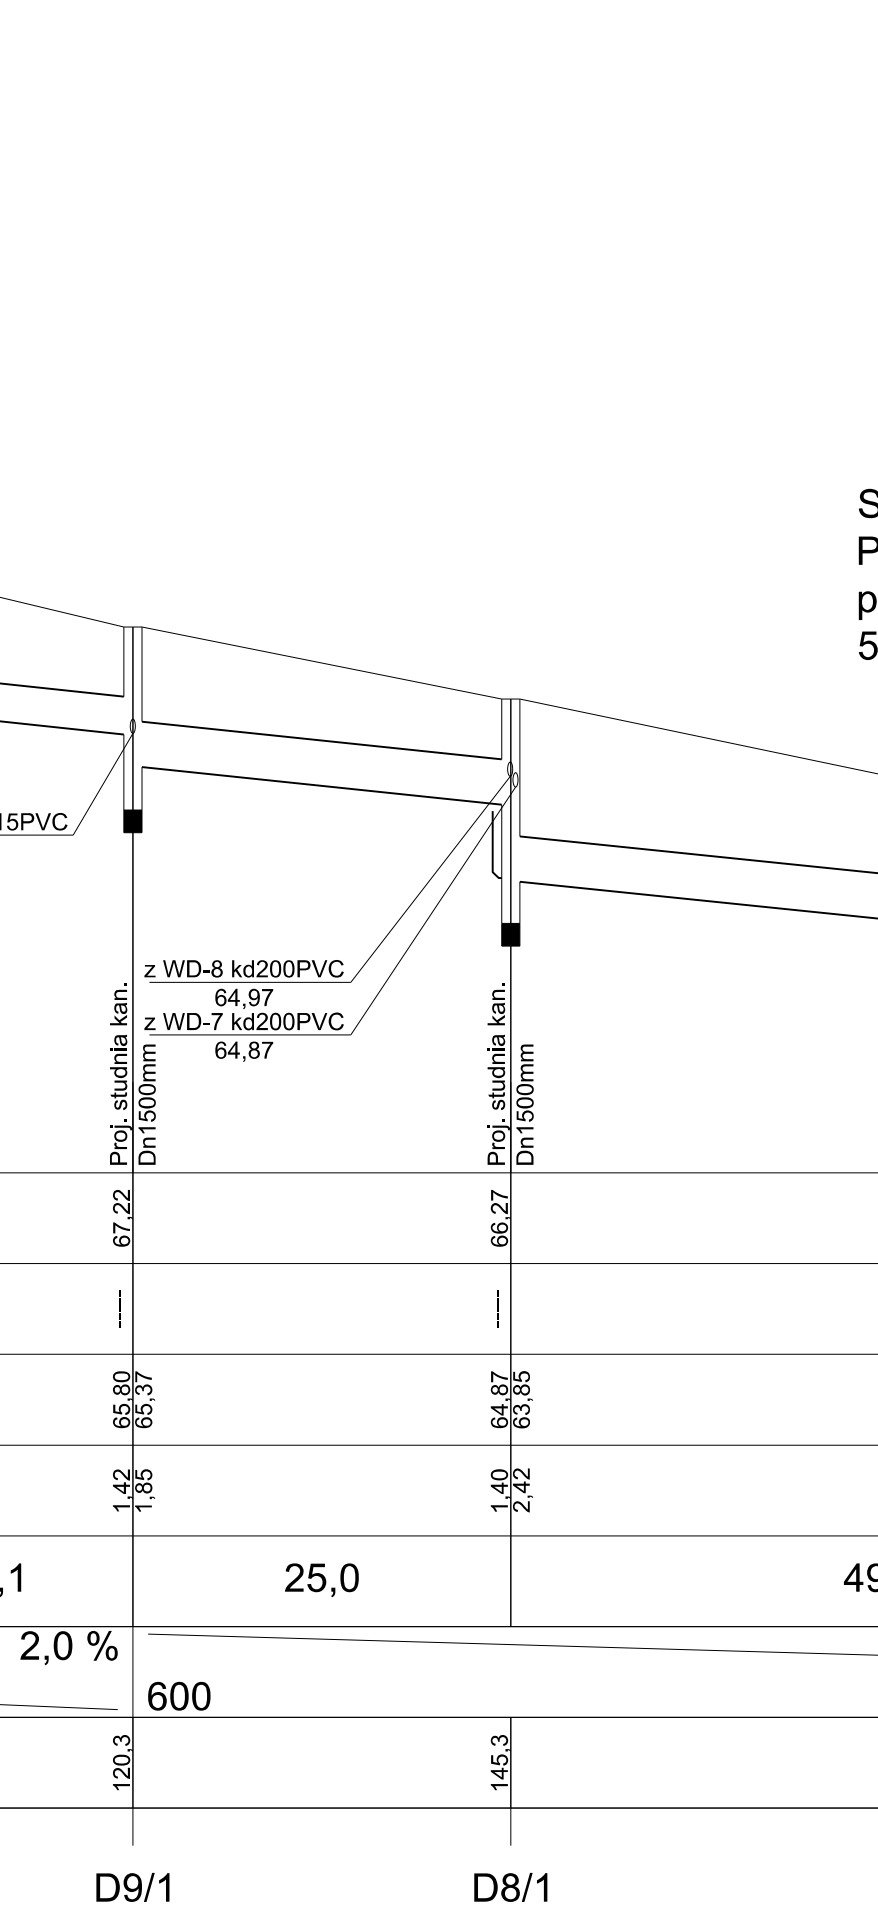 S
P
p
5
15PVC
z WD-8 kd200PVC
64,97
z WD-7 kd200PVC
64,87
Proj. studnia kan.
Dn1500mm
Proj. studnia kan.
Dn1500mm
67,22
66,27
65,80
65,37
64,87
63,85
1,42
1,85
1,40
2,42
,1
25,0
49
2,0 %
600
120,3
145,3
D9/1
D8/1